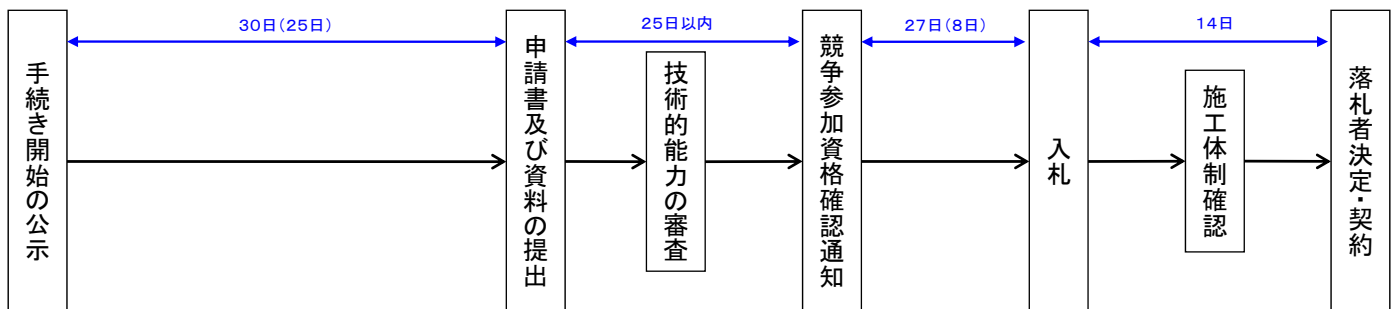 30日(25日)
25日以内
27日(8日)
14日
手続き開始の公示
申請書及び資料の提出
技術的能力の審査
競争参加資格確認通知
入札
施工体制確認
落札者決定・契約